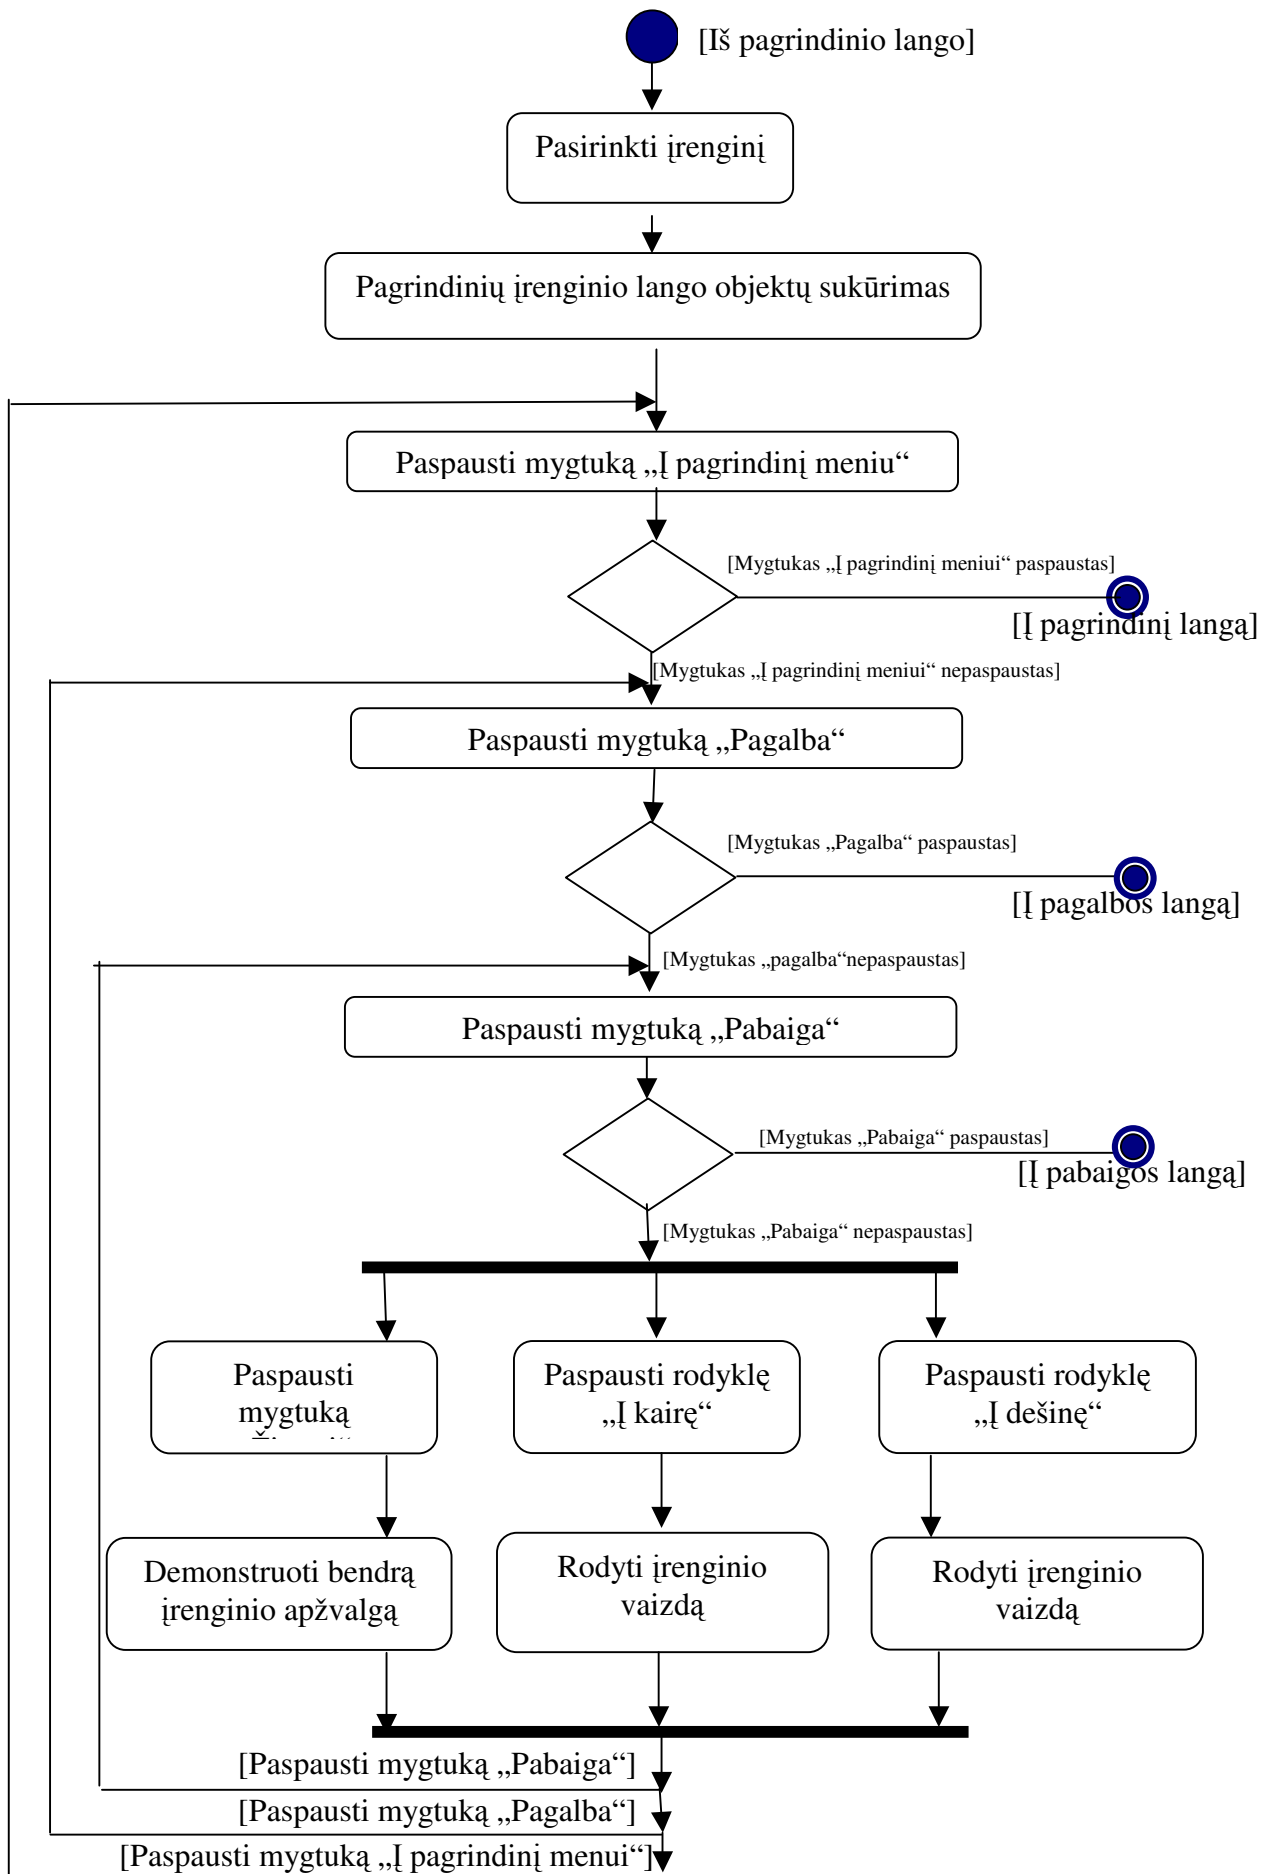 [Iš pagrindinio lango]
Pasirinkti įrenginį
Pagrindinių įrenginio lango objektų sukūrimas
Paspausti mygtuką „Į pagrindinį meniu“
[Mygtukas „Į pagrindinį meniui“ paspaustas]
[Į pagrindinį langą]
[Mygtukas „Į pagrindinį meniui“ nepaspaustas]
Paspausti mygtuką „Pagalba“
[Mygtukas „Pagalba“ paspaustas]
[Į pagalbos langą]
[Mygtukas „pagalba“nepaspaustas]
Paspausti mygtuką „Pabaiga“
[Mygtukas „Pabaiga“ paspaustas]
[Į pabaigos langą]
[Mygtukas „Pabaiga“ nepaspaustas]
Paspausti
mygtuką
Paspausti rodyklę
„Į kairę“
Paspausti rodyklę
„Į dešinę“
Demonstruoti bendrą
įrenginio apžvalgą
Rodyti įrenginio
vaizdą
Rodyti įrenginio
vaizdą
[Paspausti mygtuką „Pabaiga“]
[Paspausti mygtuką „Pagalba“]
[Paspausti mygtuką „Į pagrindinį menui“]